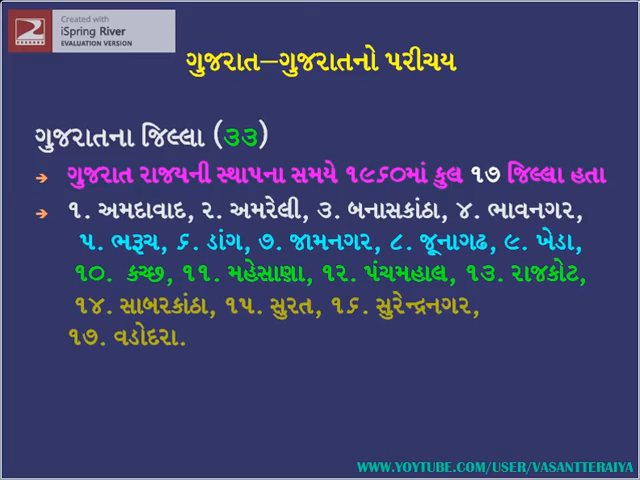 Created with
iSpring River
EVALUATION VERSION
ગુજરાત–ગુજરાતનો પરીચય
ગુજરાતના જિલ્લા (૩૩)
➔ ગુજરાત રાજ્યની સ્થાપના સમયે ૧૯૬૦માં કુલ ૧૭ જિલ્લા હતા
➔ ૧. અમદાવાદ, ૨. અમરેલી, ૩. બનાસકાંઠા, ૪. ભાવનગર,
૫. ભરૂચ, ૬. ડાંગ, ૭. જામનગર, ૮. જૂનાગઢ, ૯. ખેડા,
૧૦. કચ્છ, ૧૧. મહેસાણા, ૧૨. પંચમહાલ, ૧૩. રાજકોટ,
૧૪. સાબરકાંઠા, ૧૫. સુરત, ૧૬. સુરેન્દ્રનગર,
૧૭. વડોદરા.
WWW.YOYTUBE.COM/USER/VASANTTERAIYA